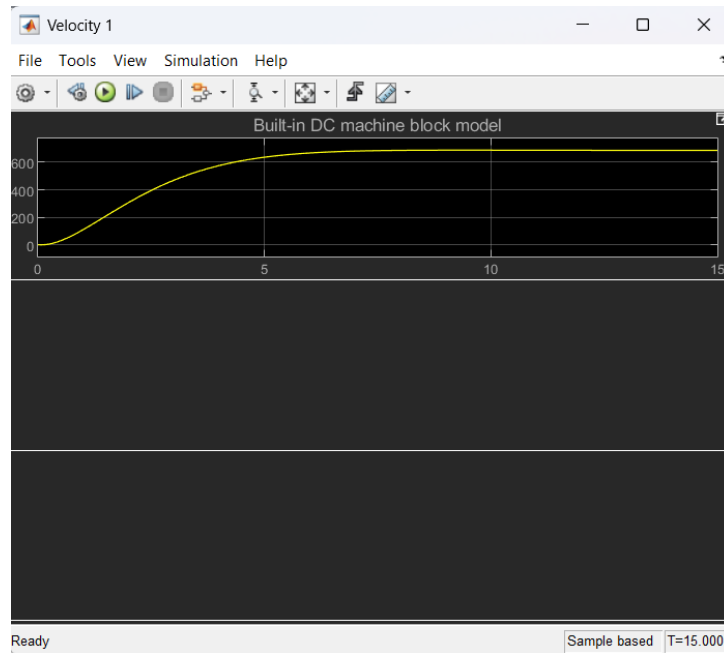 Velocity 1
File Tools View Simulation Help
Built-in DC machine block model
600
400
200
0
0 5 10 15
Ready Sample based T=15.000